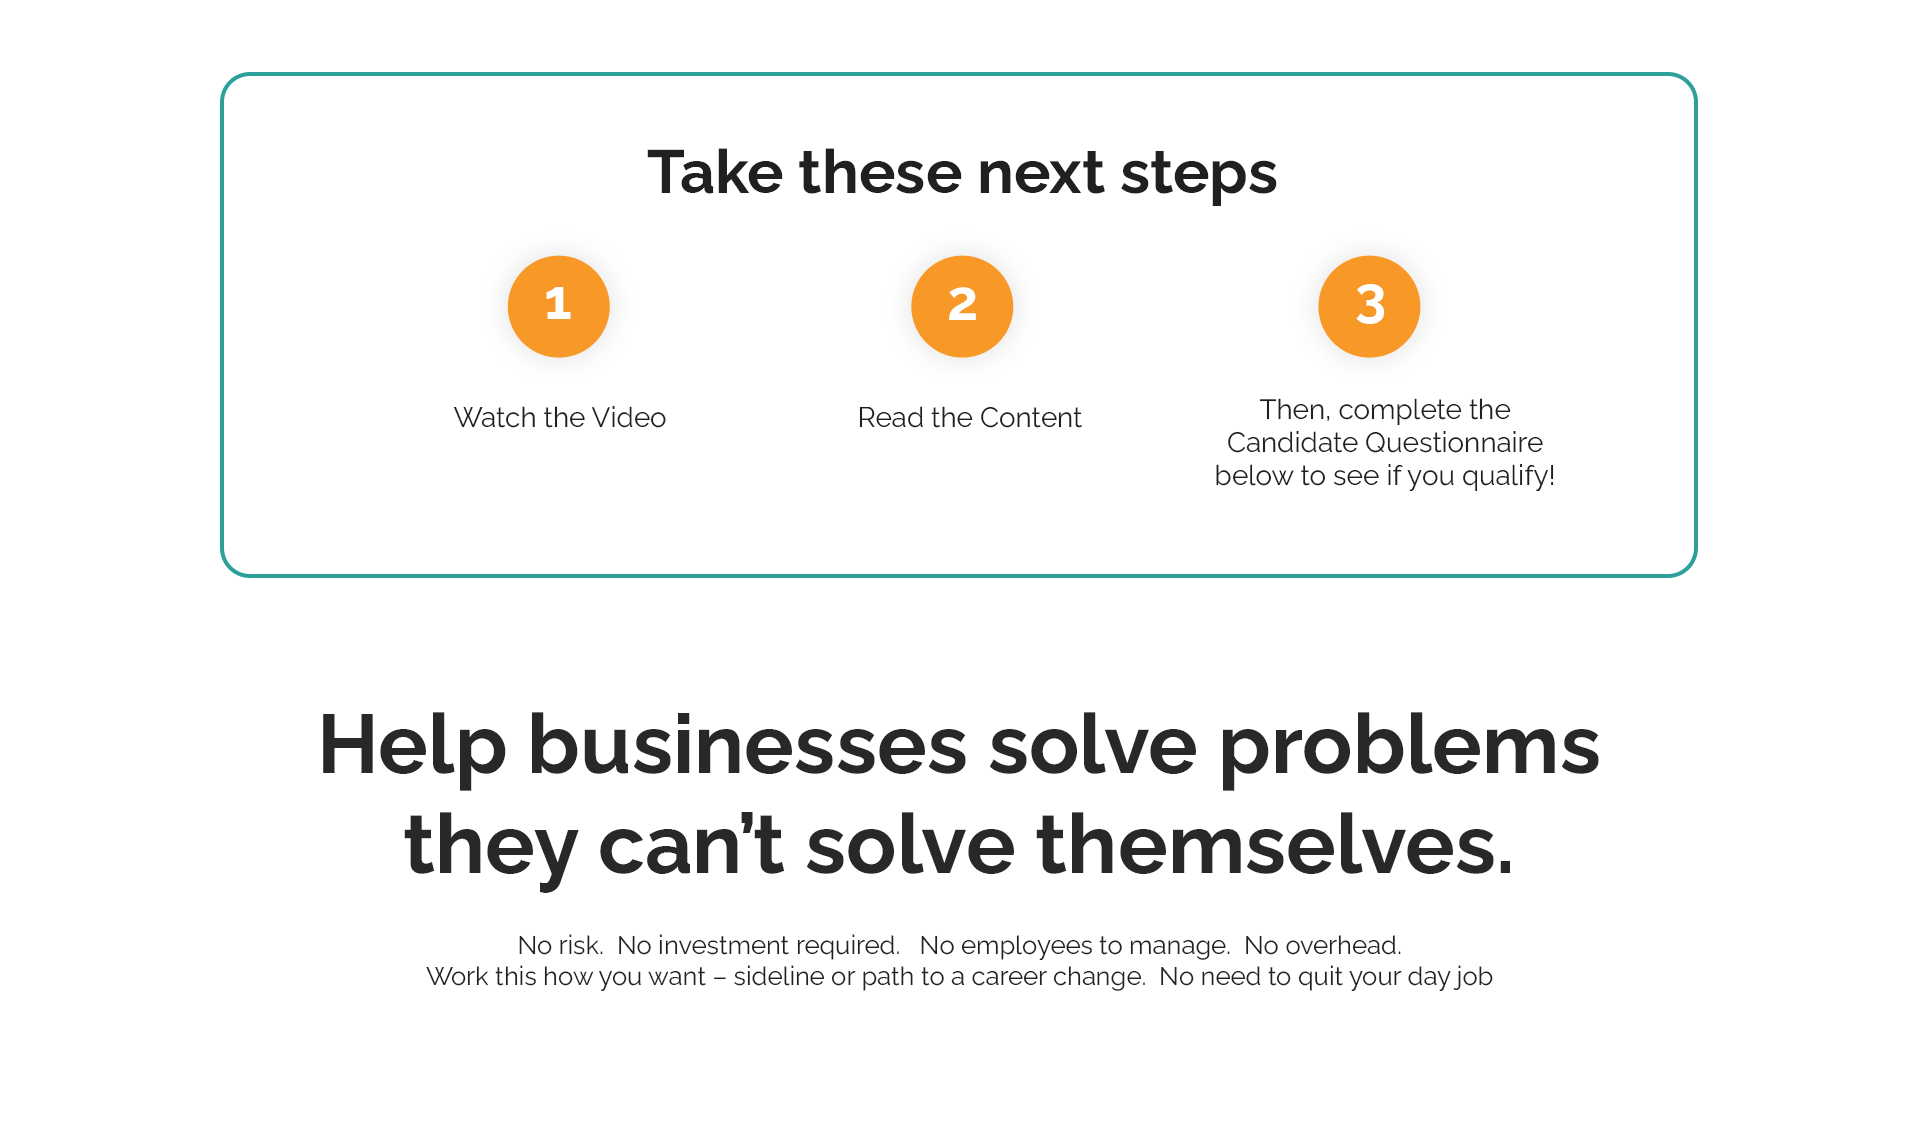 Take these next steps
1
2
3
Watch the Video
Read the Content
Then, complete the
Candidate Questionnaire
below to see if you qualify!
Help businesses solve problems
they can’t solve themselves.
No risk.  No investment required.   No employees to manage.  No overhead.
Work this how you want – sideline or path to a career change.  No need to quit your day job